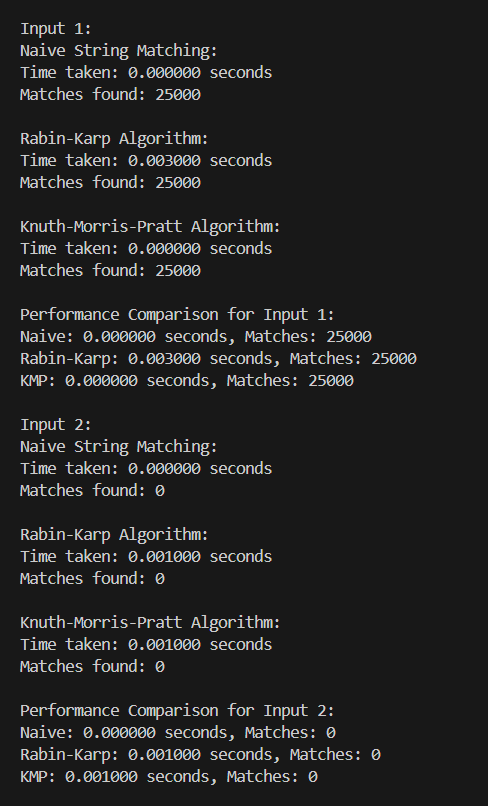 Input 1:
Naive String Matching:
Time taken: 0.000000 seconds
Matches found: 25000

Rabin-Karp Algorithm:
Time taken: 0.003000 seconds
Matches found: 25000

Knuth-Morris-Pratt Algorithm:
Time taken: 0.000000 seconds
Matches found: 25000

Performance Comparison for Input 1:
Naive: 0.000000 seconds, Matches: 25000
Rabin-Karp: 0.003000 seconds, Matches: 25000
KMP: 0.000000 seconds, Matches: 25000

Input 2:
Naive String Matching:
Time taken: 0.000000 seconds
Matches found: 0

Rabin-Karp Algorithm:
Time taken: 0.001000 seconds
Matches found: 0

Knuth-Morris-Pratt Algorithm:
Time taken: 0.001000 seconds
Matches found: 0

Performance Comparison for Input 2:
Naive: 0.000000 seconds, Matches: 0
Rabin-Karp: 0.001000 seconds, Matches: 0
KMP: 0.001000 seconds, Matches: 0